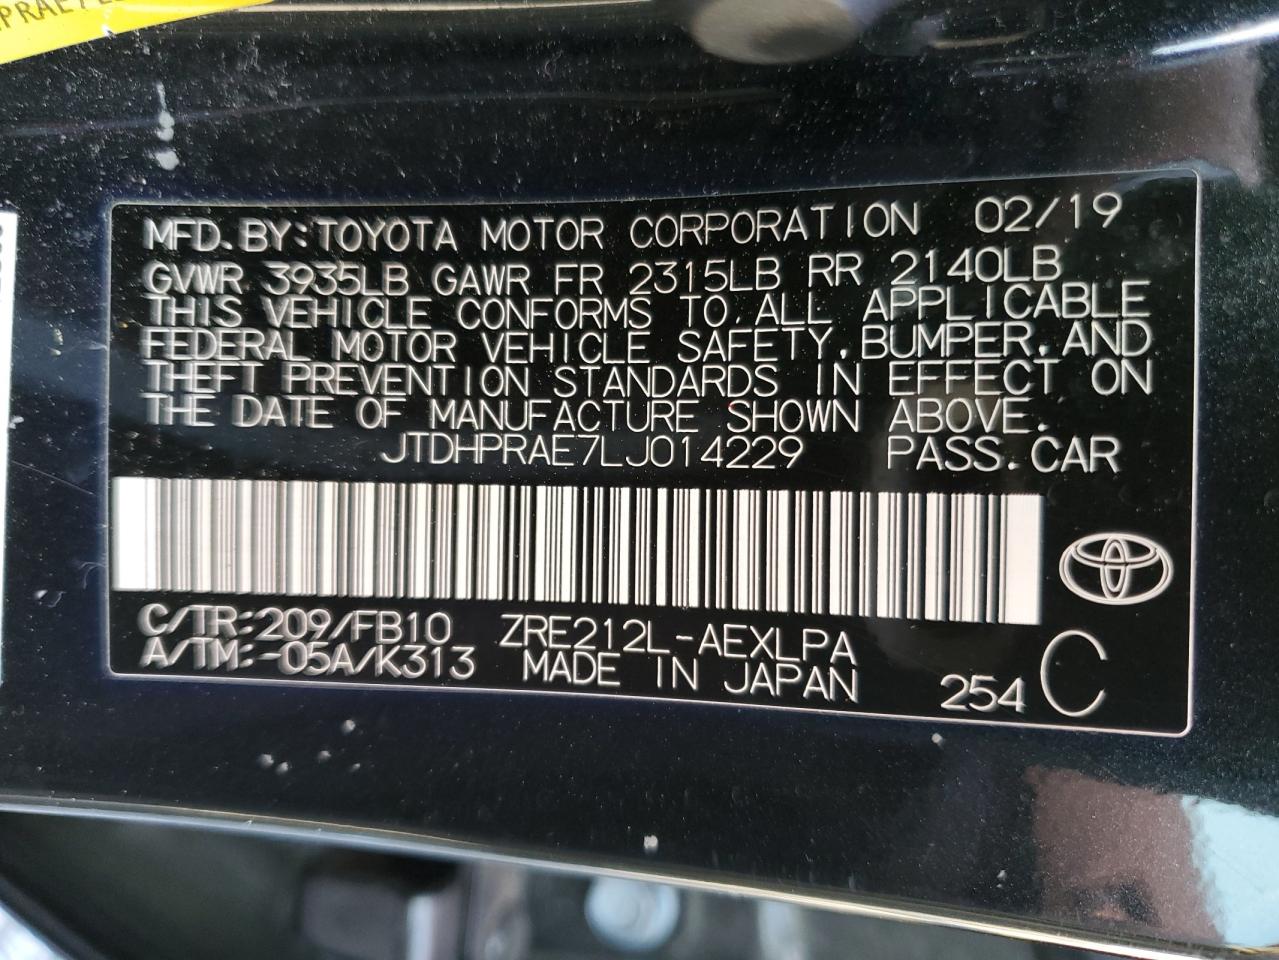 PRAE7L
MFD. BY: TOYOTA MOTOR CORPORATION 02/19
GVWR 3935LB GAWR FR 2315LB RR 2140LB
THIS VEHICLE CONFORMS TO ALL APPLICABLE
FEDERAL MOTOR VEHICLE SAFETY, BUMPER, AND
THEFT PREVENTION STANDARDS IN EFFECT ON
THE DATE OF MANUFACTURE SHOWN ABOVE.
JTDHPRAE7LJ014229 PASS. CAR
C/TR: 209/FB10 ZRE212L-AEXLPA
A/TM: -05A/K313 MADE IN JAPAN 254 C